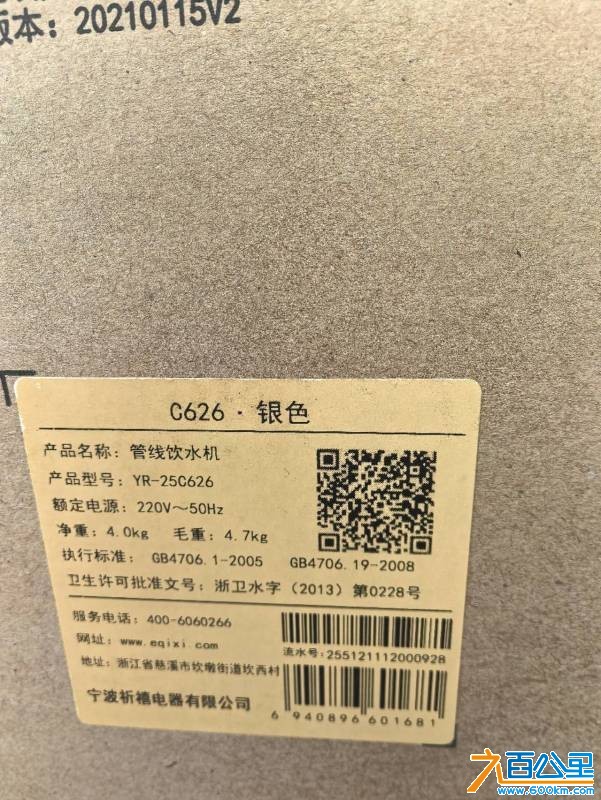 版本：20210115V2
C626 · 银色
产品名称：管线饮水机
产品型号：YR-25C626
额定电源：220V～50Hz
净重：4.0kg 毛重：4.7kg
执行标准：GB4706.1-2005 GB4706.19-2008
卫生许可批准文号：浙卫水字（2013）第0228号
服务电话：400-6060266
网址：www.eqixi.com
地址：浙江省慈溪市坎墩街道坎西村
宁波祈禧电器有限公司
流水号：255121112000928
6 940896 601681
六百公里
www.600km.com